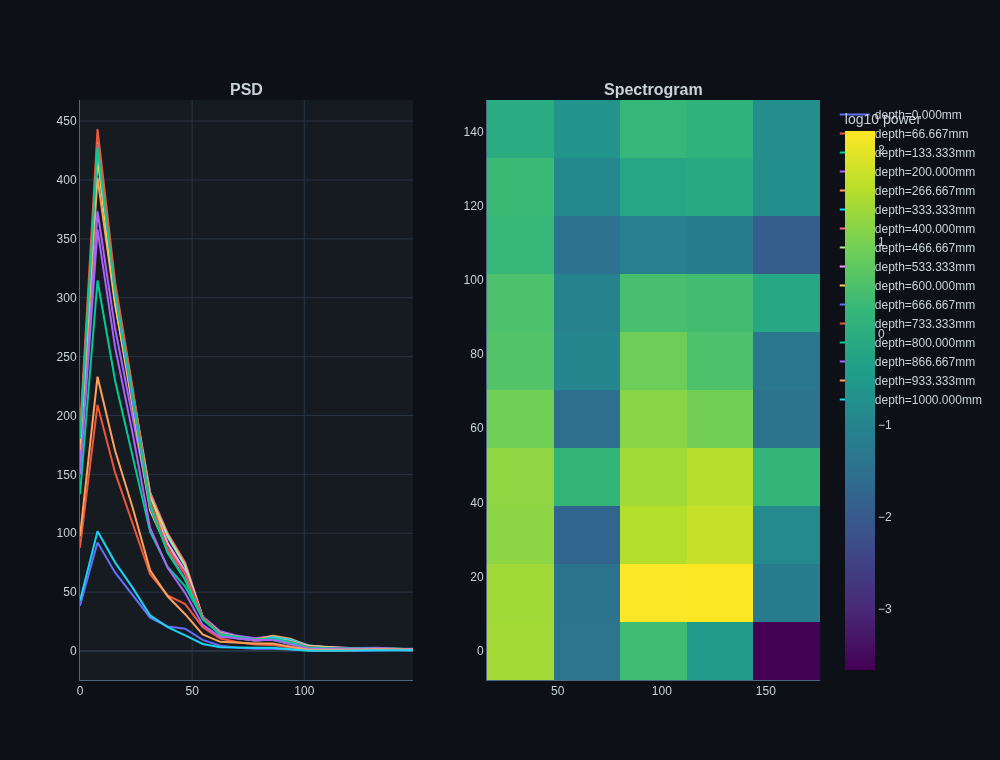 PSD
Spectrogram
450
400
350
300
250
200
150
100
50
0
0
50
100
140
120
100
80
60
40
20
0
50
100
150
log10 power
2
1
0
−1
−2
−3
depth=0.000mm
depth=66.667mm
depth=133.333mm
depth=200.000mm
depth=266.667mm
depth=333.333mm
depth=400.000mm
depth=466.667mm
depth=533.333mm
depth=600.000mm
depth=666.667mm
depth=733.333mm
depth=800.000mm
depth=866.667mm
depth=933.333mm
depth=1000.000mm